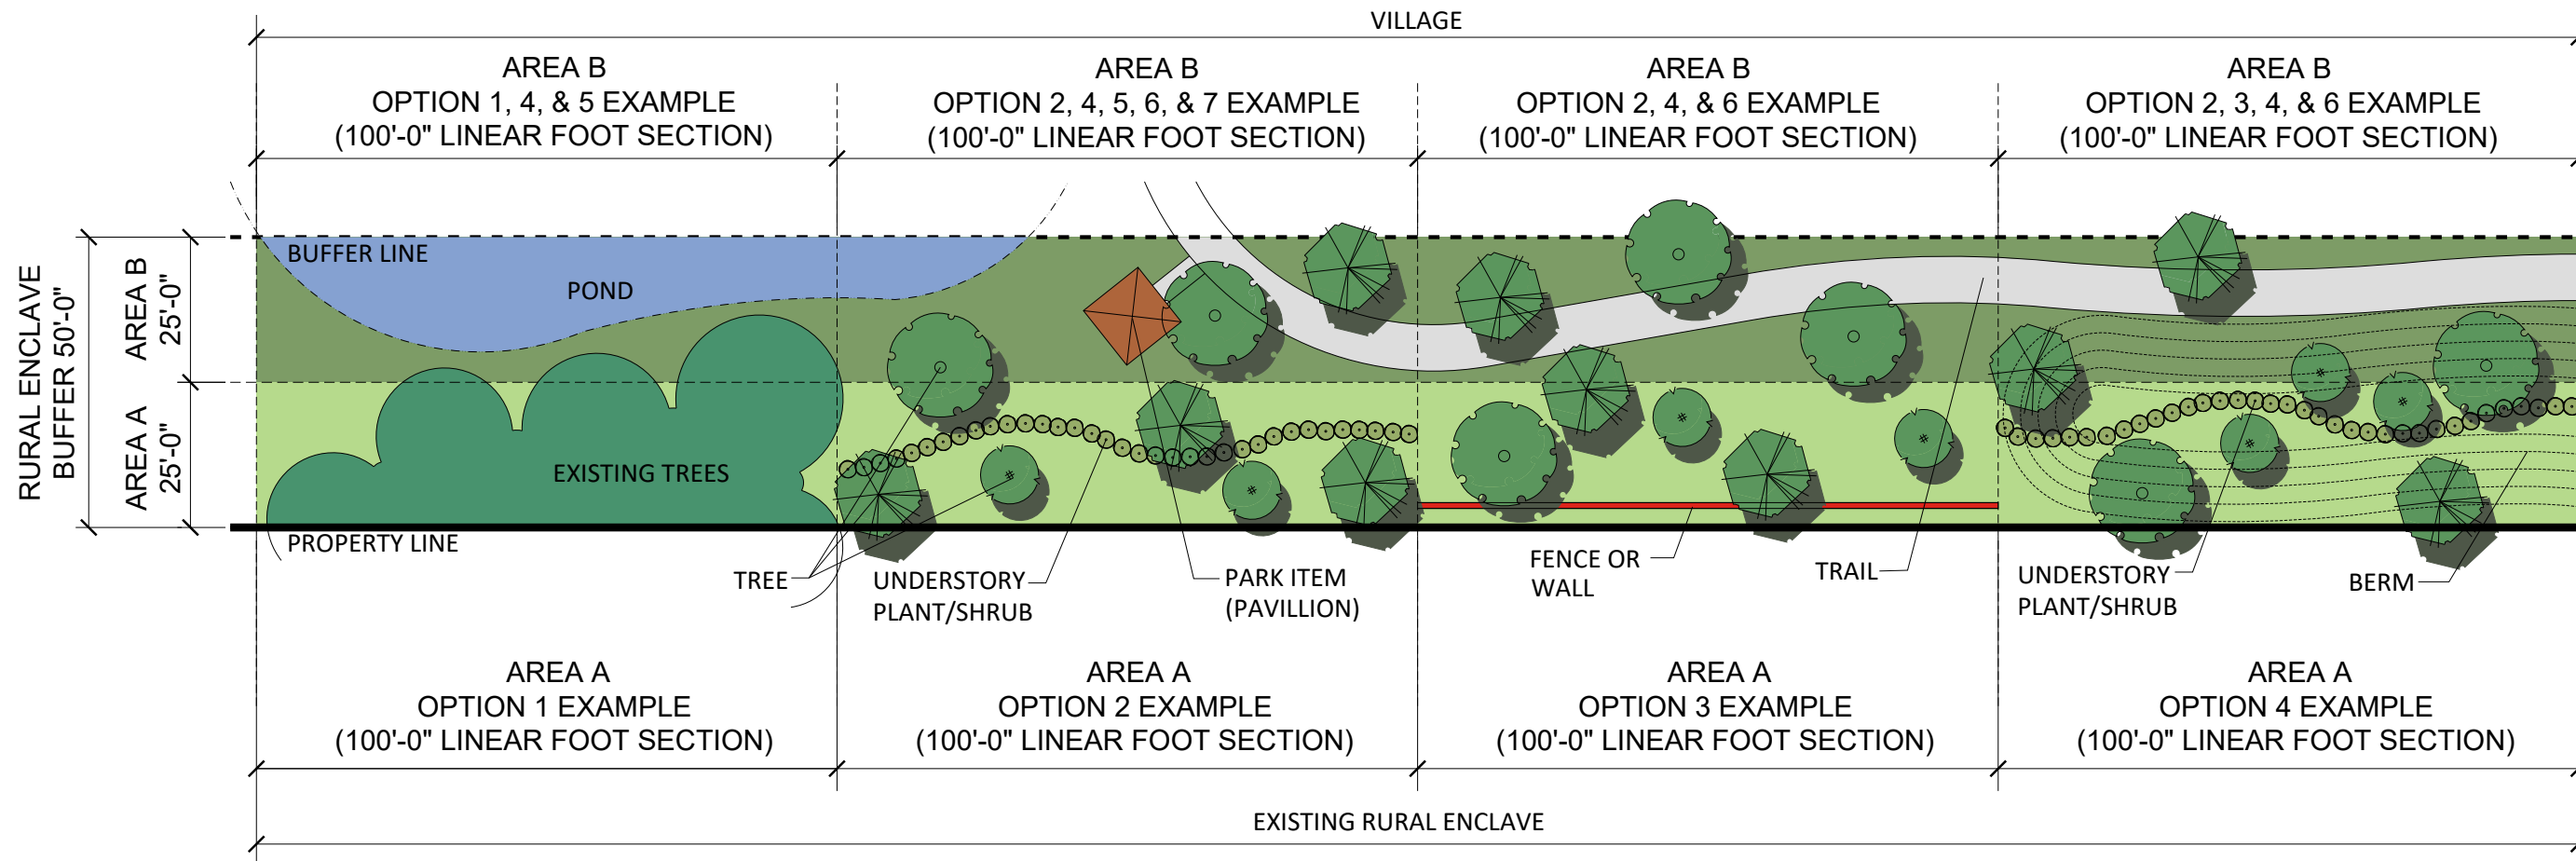 VILLAGE
AREA B
OPTION 1, 4, & 5 EXAMPLE
(100'-0" LINEAR FOOT SECTION)
AREA B
OPTION 2, 4, 5, 6, & 7 EXAMPLE
(100'-0" LINEAR FOOT SECTION)
AREA B
OPTION 2, 4, & 6 EXAMPLE
(100'-0" LINEAR FOOT SECTION)
AREA B
OPTION 2, 3, 4, & 6 EXAMPLE
(100'-0" LINEAR FOOT SECTION)
RURAL ENCLAVE
BUFFER 50'-0"
AREA B
25'-0"
AREA A
25'-0"
BUFFER LINE
POND
EXISTING TREES
PROPERTY LINE
TREE
UNDERSTORY
PLANT/SHRUB
PARK ITEM
(PAVILLION)
FENCE OR
WALL
TRAIL
UNDERSTORY
PLANT/SHRUB
BERM
AREA A
OPTION 1 EXAMPLE
(100'-0" LINEAR FOOT SECTION)
AREA A
OPTION 2 EXAMPLE
(100'-0" LINEAR FOOT SECTION)
AREA A
OPTION 3 EXAMPLE
(100'-0" LINEAR FOOT SECTION)
AREA A
OPTION 4 EXAMPLE
(100'-0" LINEAR FOOT SECTION)
EXISTING RURAL ENCLAVE